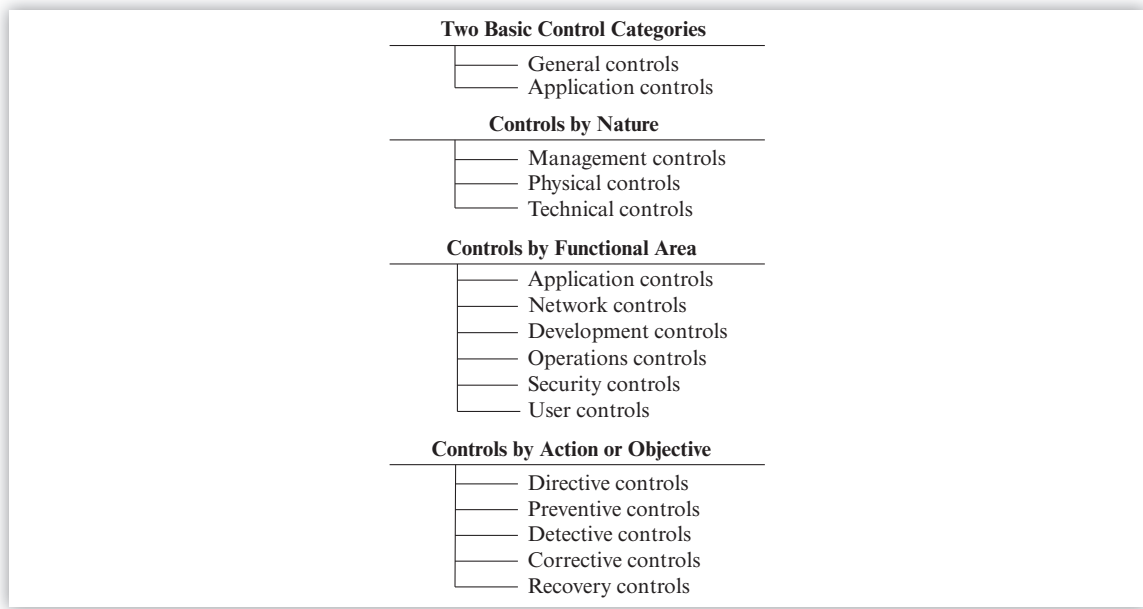 Two Basic Control Categories
General controls
Application controls
Controls by Nature
Management controls
Physical controls
Technical controls
Controls by Functional Area
Application controls
Network controls
Development controls
Operations controls
Security controls
User controls
Controls by Action or Objective
Directive controls
Preventive controls
Detective controls
Corrective controls
Recovery controls